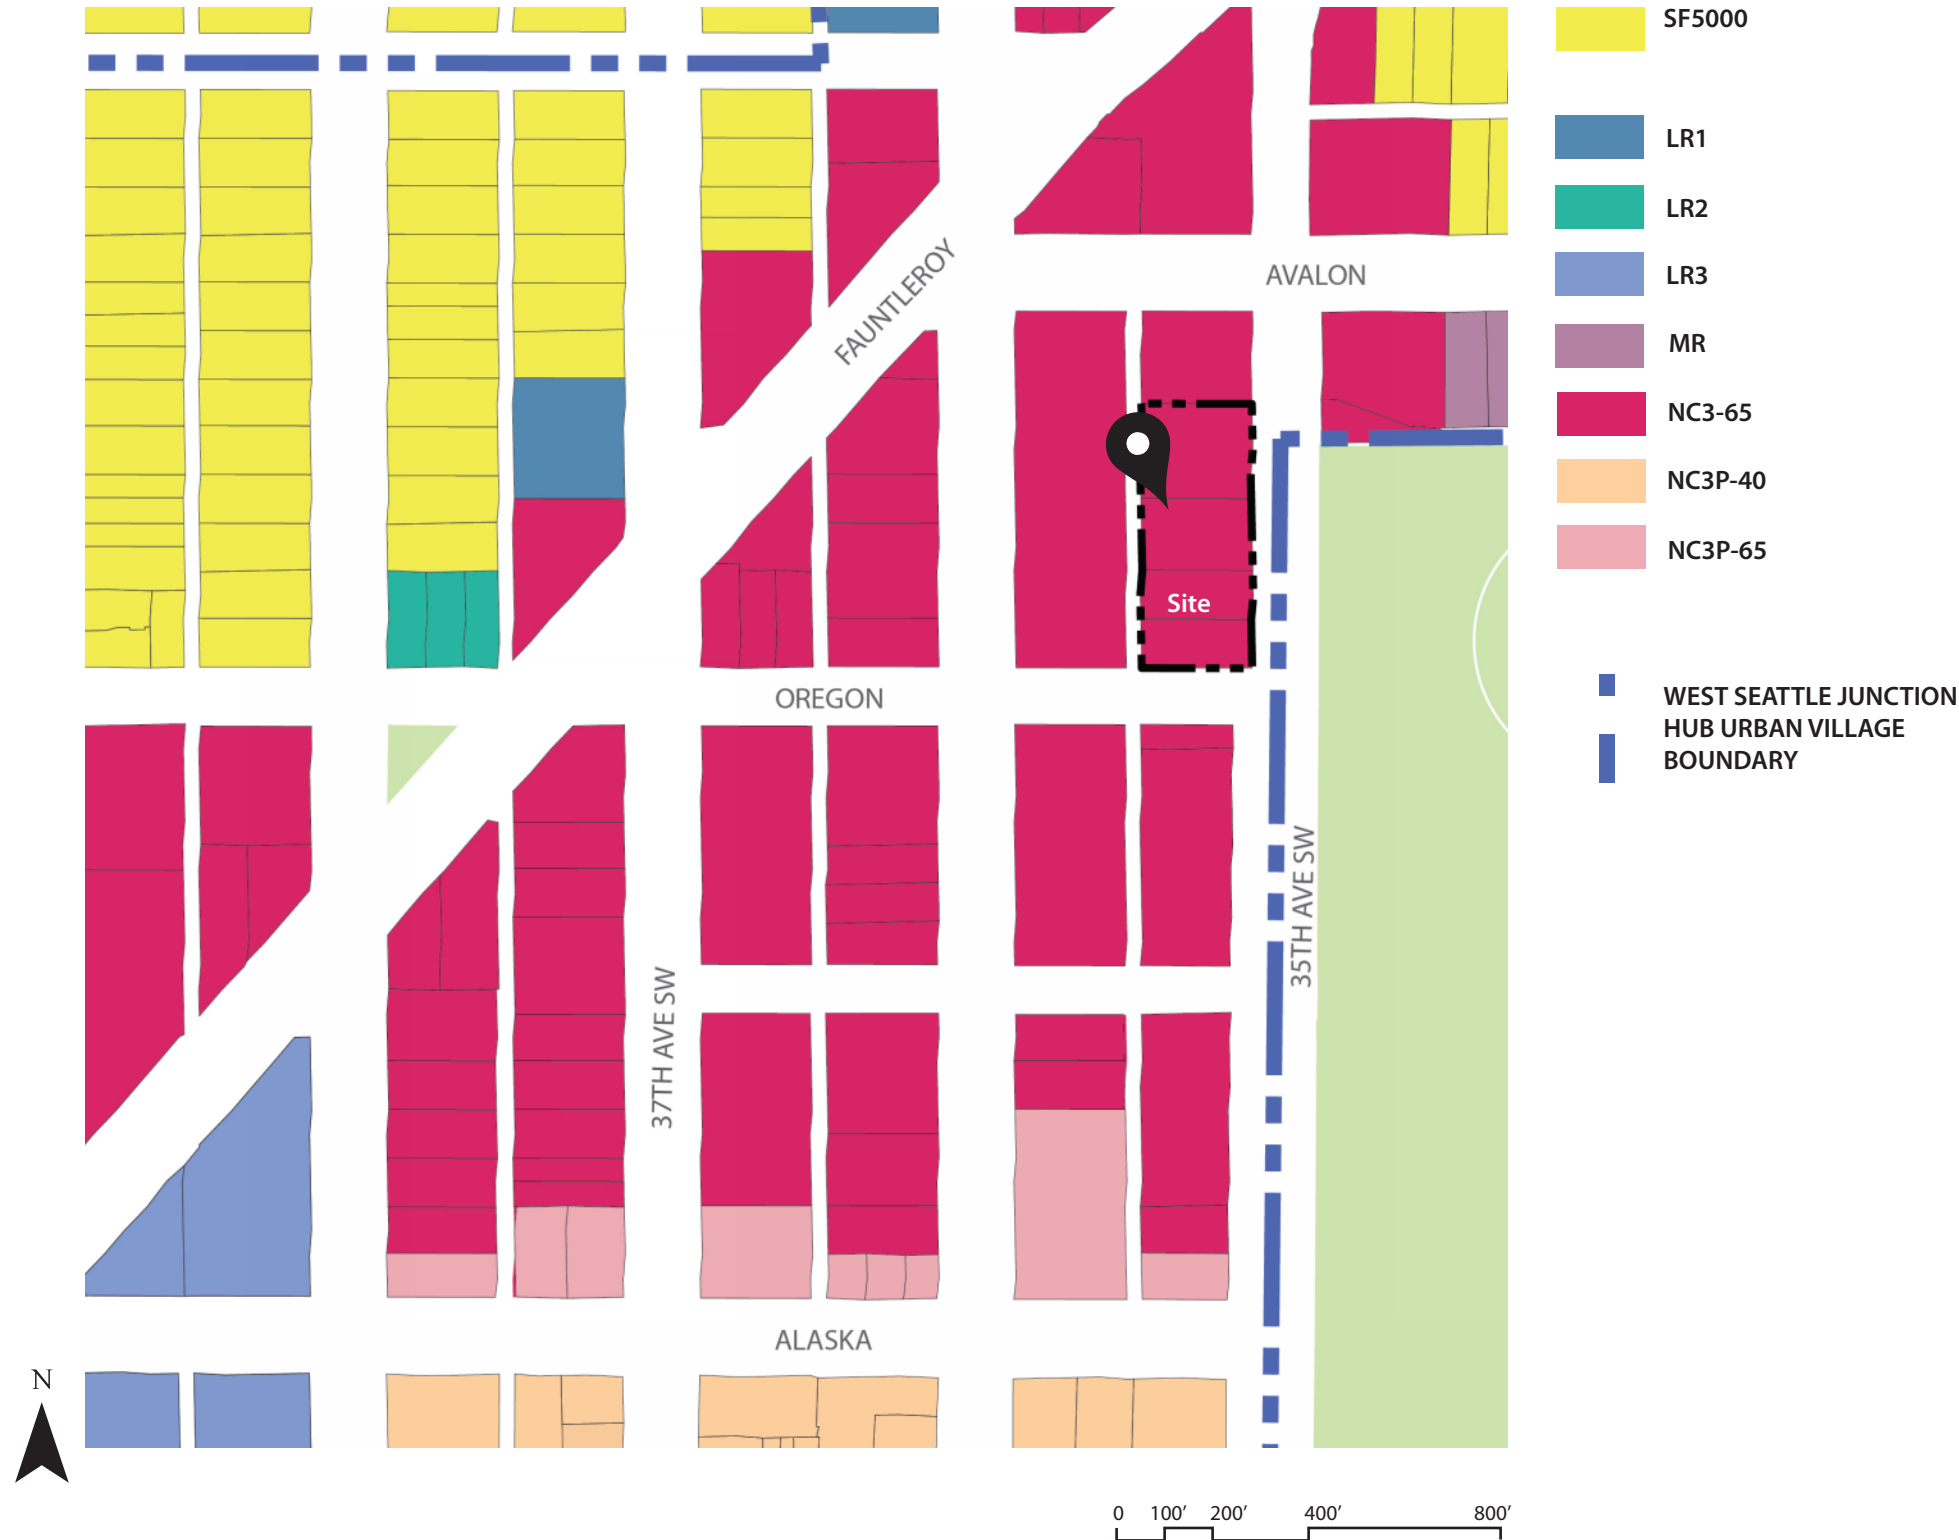 SF5000
LR1
LR2
LR3
MR
NC3-65
NC3P-40
NC3P-65
WEST SEATTLE JUNCTION
HUB URBAN VILLAGE
BOUNDARY
FAUNTLEROY
AVALON
Site
OREGON
35TH AVE SW
37TH AVE SW
ALASKA
N
0 100’ 200’ 400’ 800’